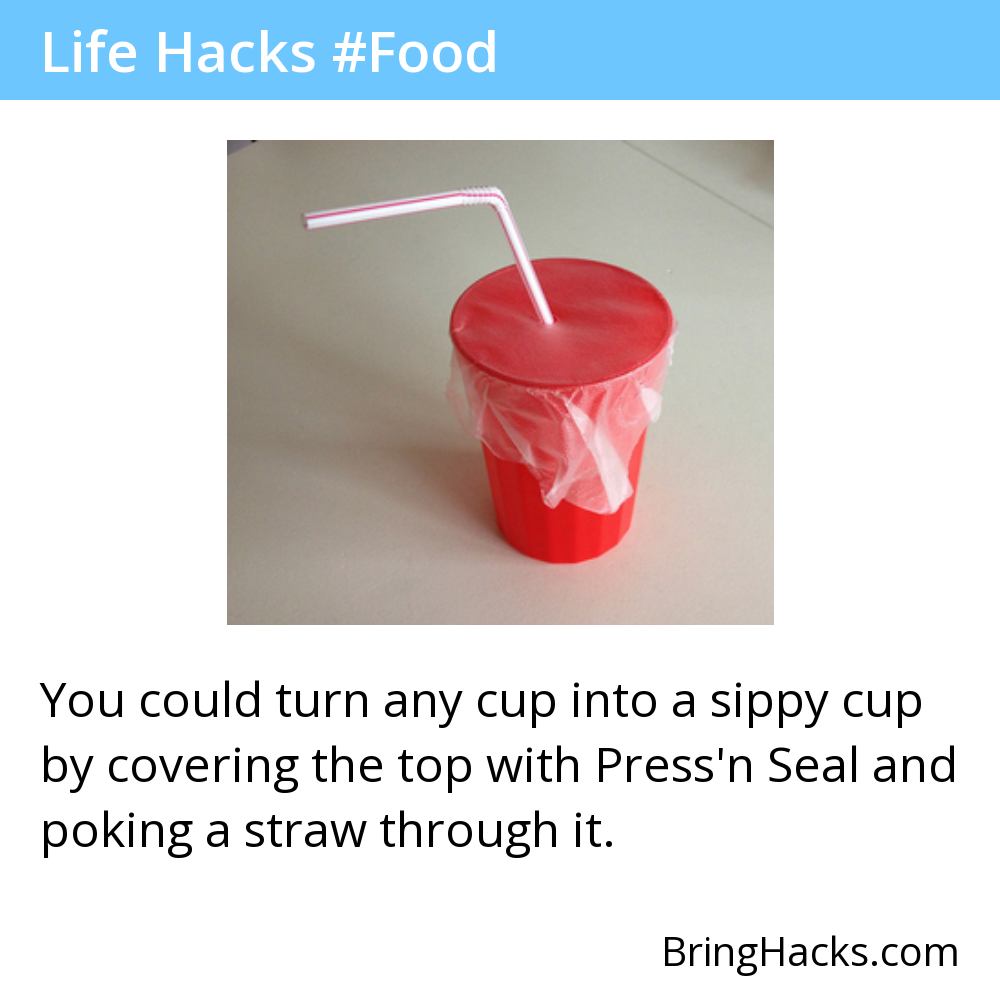 Life Hacks #Food
You could turn any cup into a sippy cup
by covering the top with Press'n Seal and
poking a straw through it.
BringHacks.com